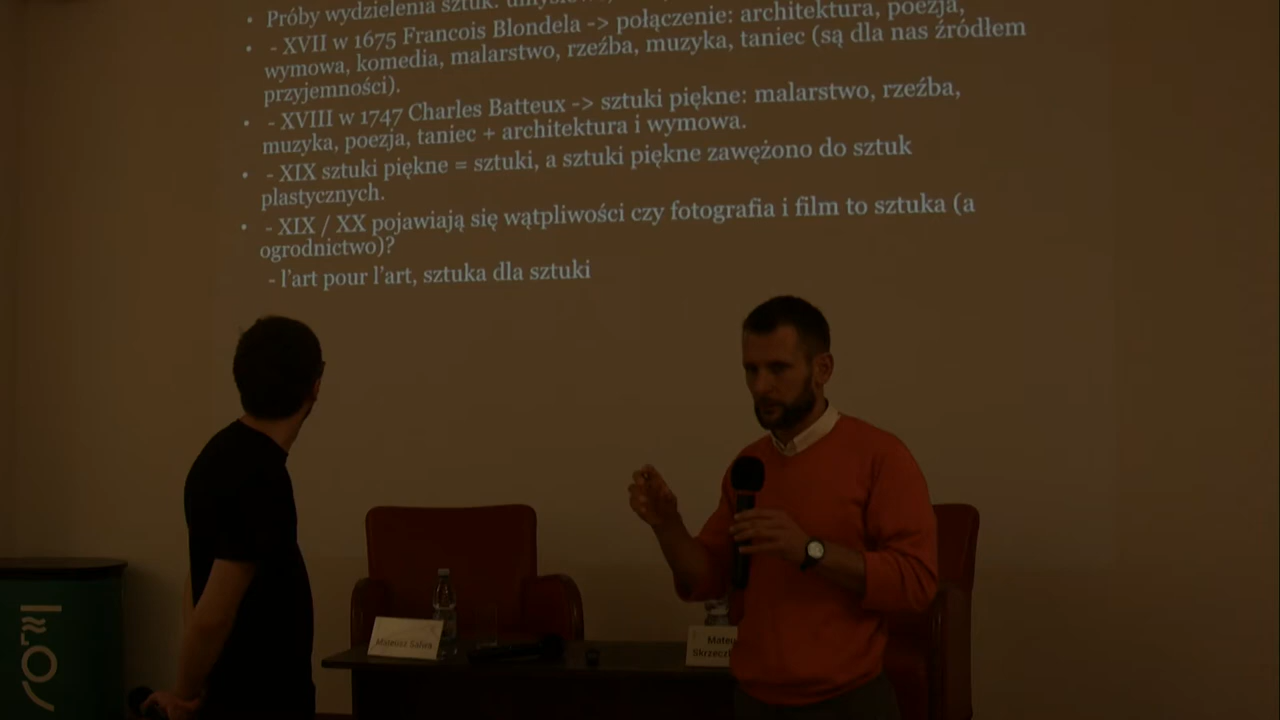 • Próby wydzielenia sztuk:
• - XVII w 1675 Francois Blondela -> połączenie: architektura, poezja,
wymowa, komedia, malarstwo, rzeźba, muzyka, taniec (są dla nas źródłem
przyjemności).
• - XVIII w 1747 Charles Batteux -> sztuki piękne: malarstwo, rzeźba,
muzyka, poezja, taniec + architektura i wymowa.
• - XIX sztuki piękne = sztuki, a sztuki piękne zawężono do sztuk
plastycznych.
• - XIX / XX pojawiają się wątpliwości czy fotografia i film to sztuka (a
ogrodnictwo)?
- l'art pour l'art, sztuka dla sztuki
Mateusz Salwa